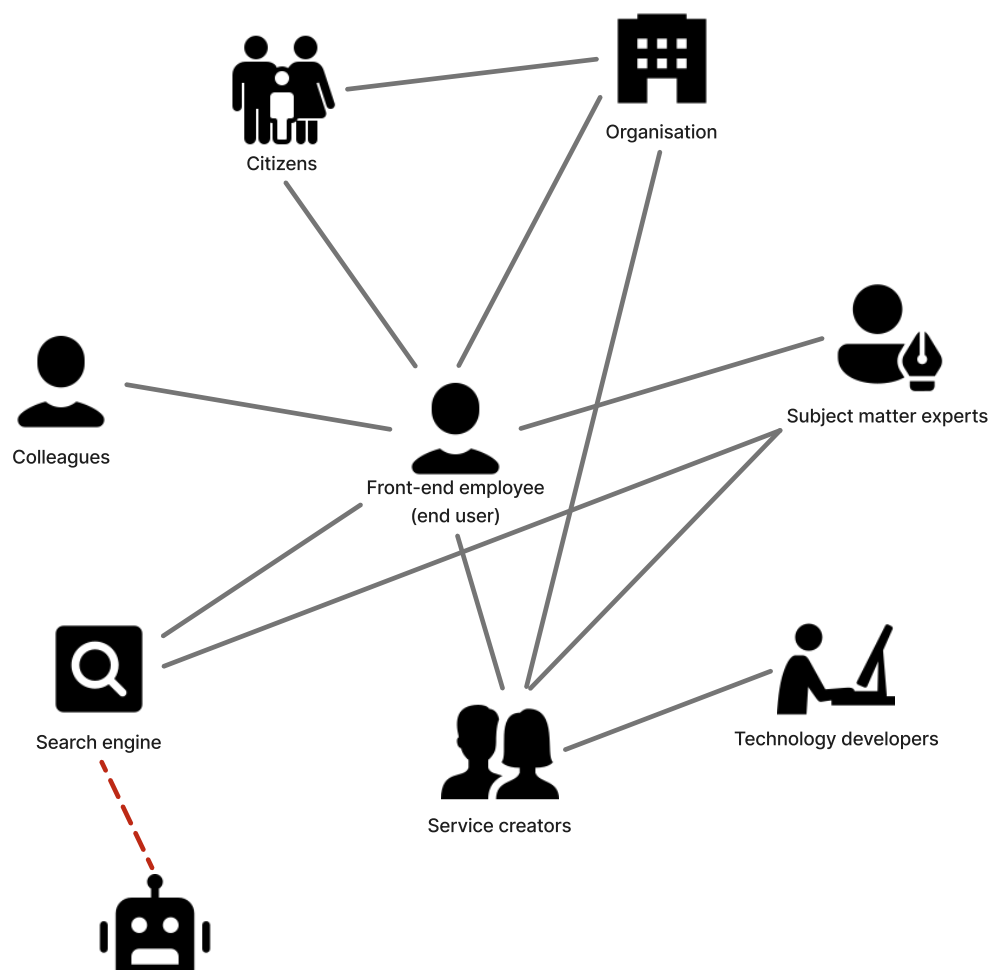 Organisation
Citizens
Subject matter experts
Colleagues
Front-end employee
(end user)
Search engine
Technology developers
Service creators